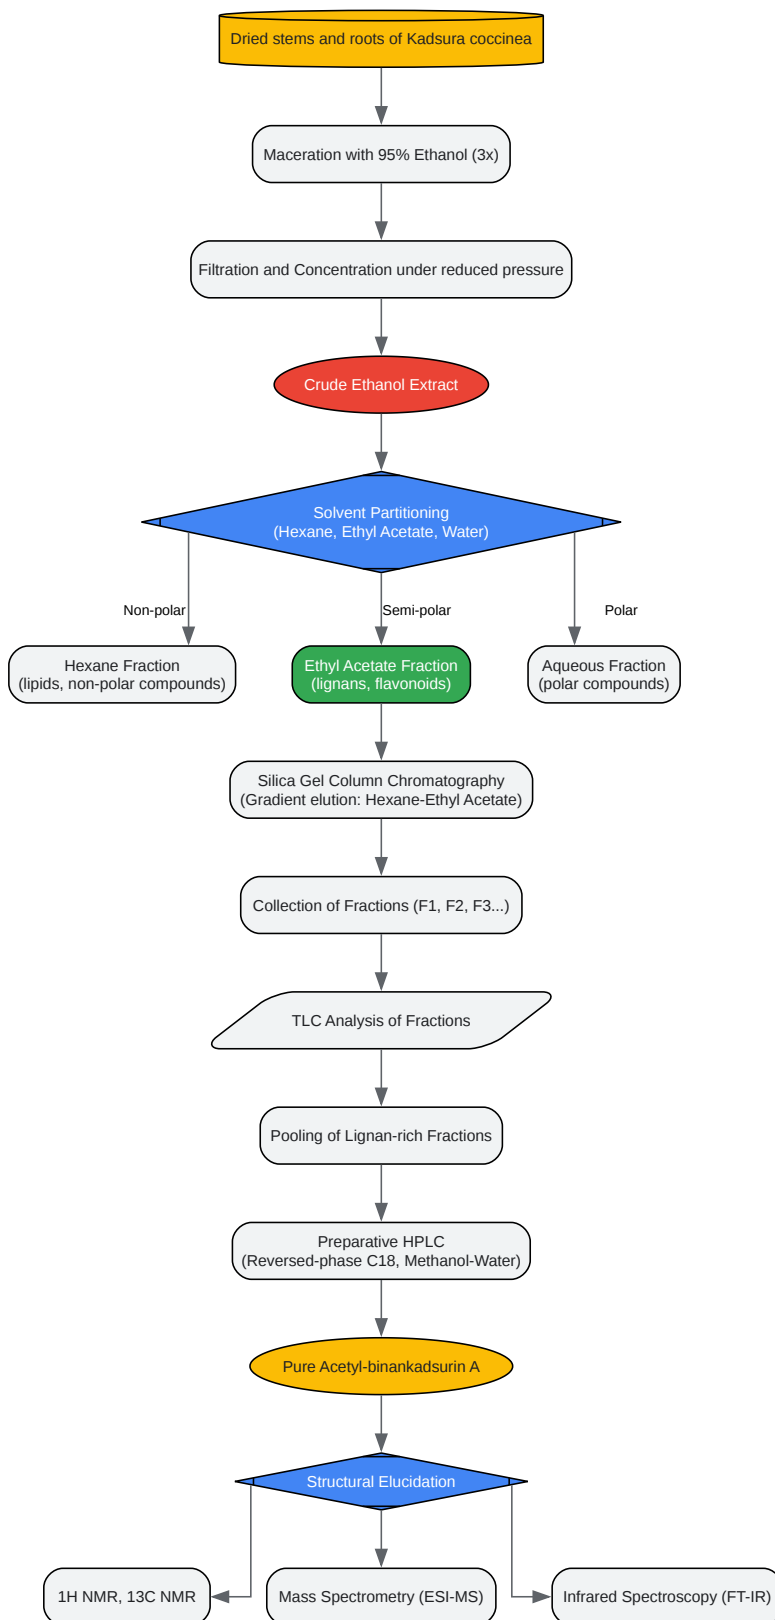 Dried stems and roots of Kadsura coccinea
Maceration with 95% Ethanol (3x)
Filtration and Concentration under reduced pressure
Crude Ethanol Extract
Solvent Partitioning
(Hexane, Ethyl Acetate, Water)
Non-polar
Semi-polar
Polar
Hexane Fraction
(lipids, non-polar compounds)
Ethyl Acetate Fraction
(lignans, flavonoids)
Aqueous Fraction
(polar compounds)
Silica Gel Column Chromatography
(Gradient elution: Hexane-Ethyl Acetate)
Collection of Fractions (F1, F2, F3...)
TLC Analysis of Fractions
Pooling of Lignan-rich Fractions
Preparative HPLC
(Reversed-phase C18, Methanol-Water)
Pure Acetyl-binankadsurin A
Structural Elucidation
1H NMR, 13C NMR
Mass Spectrometry (ESI-MS)
Infrared Spectroscopy (FT-IR)